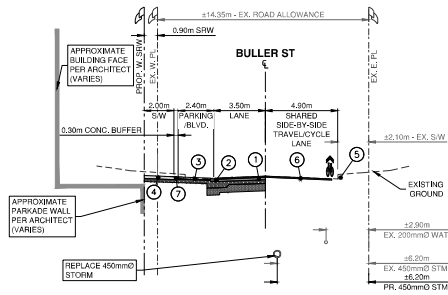 ±14.35m - EX. ROAD ALLOWANCE
0.90m SRW
APPROXIMATE
BUILDING FACE
PER ARCHITECT
(VARIES)
PROP. W. SRW
EX. W. PL
BULLER ST
℄
EX. E. PL
2.00m
S/W
2.40m
PARKING
/BLVD.
3.50m
LANE
4.90m
SHARED
SIDE-BY-SIDE
TRAVEL/CYCLE
LANE
0.30m CONC. BUFFER
±2.10m - EX. S/W
4
7
3
2
1
6
5
APPROXIMATE
PARKADE WALL
PER ARCHITECT
(VARIES)
EXISTING
GROUND
±2.90m
EX. 200mmØ WAT
REPLACE 450mmØ
STORM
±6.20m
EX. 450mmØ STM
±6.20m
PR. 450mmØ STM